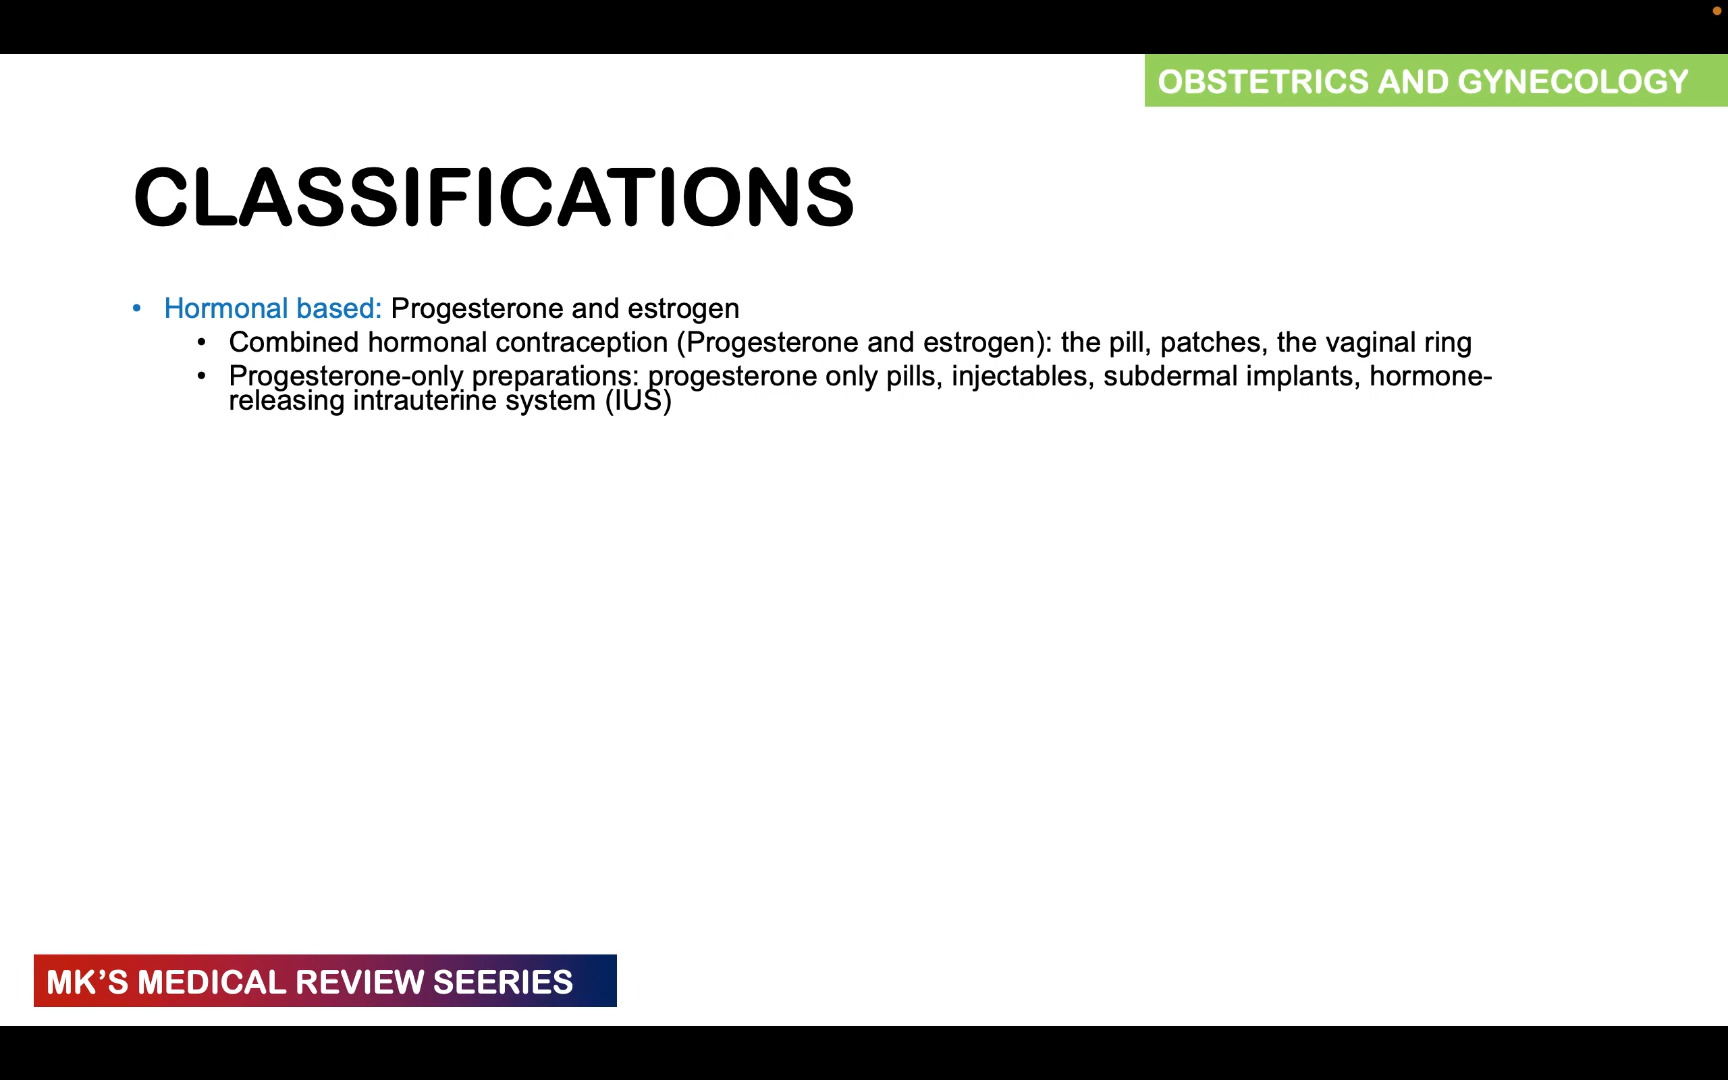 OBSTETRICS AND GYNECOLOGY
CLASSIFICATIONS
• Hormonal based: Progesterone and estrogen
• Combined hormonal contraception (Progesterone and estrogen): the pill, patches, the vaginal ring
• Progesterone-only preparations: progesterone only pills, injectables, subdermal implants, hormone-
releasing intrauterine system (IUS)
MK’S MEDICAL REVIEW SEERIES